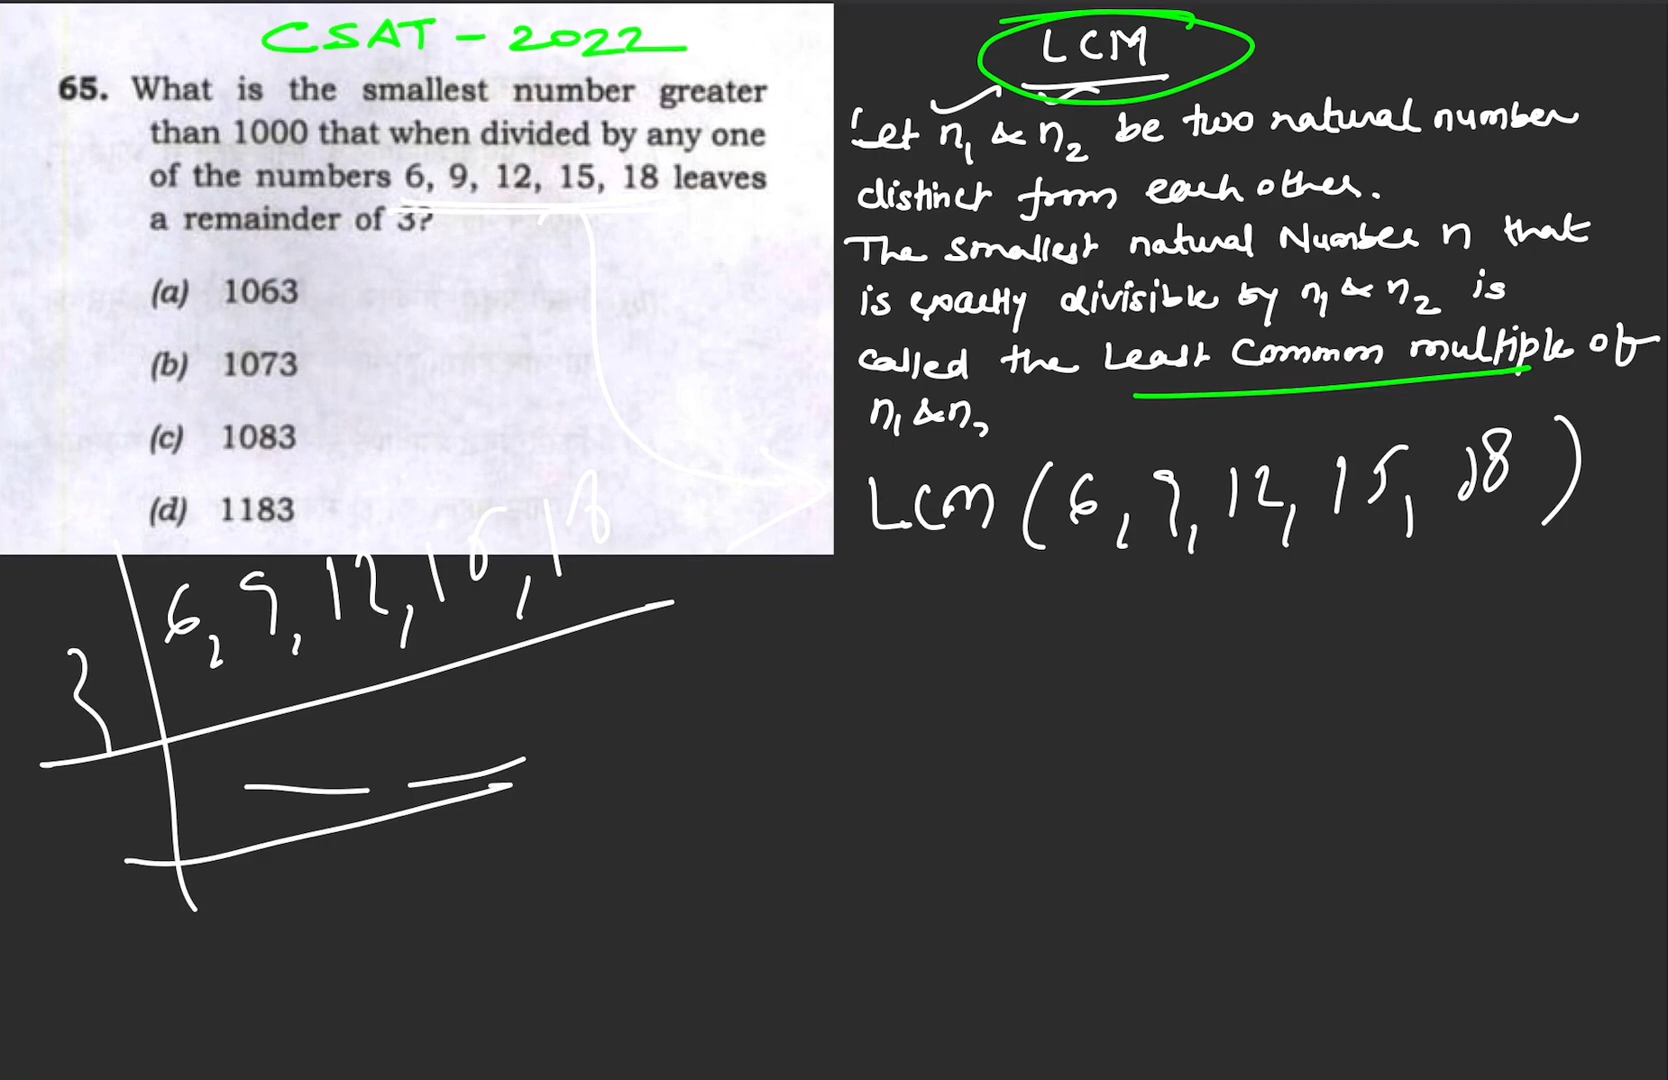 CSAT - 2022
65. What is the smallest number greater
than 1000 that when divided by any one
of the numbers 6, 9, 12, 15, 18 leaves
a remainder of 3?
(a) 1063
(b) 1073
(c) 1083
(d) 1183
LCM
Let n1 & n2 be two natural number
distinct from each other.
The smallest natural Number n that
is exactly divisible by n1 & n2 is
called the Least Common multiple of
n1 & n2
LCM (6, 9, 12, 15, 18)
6, 9, 12, 15, 18